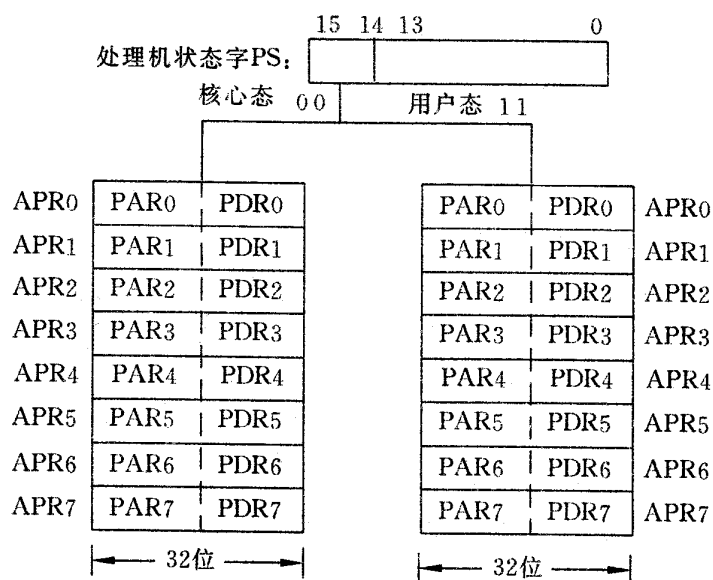 15 14 13 0
处理机状态字PS:
核心态 00 用户态 11
APR0 PAR0 PDR0 PAR0 PDR0 APR0
APR1 PAR1 PDR1 PAR1 PDR1 APR1
APR2 PAR2 PDR2 PAR2 PDR2 APR2
APR3 PAR3 PDR3 PAR3 PDR3 APR3
APR4 PAR4 PDR4 PAR4 PDR4 APR4
APR5 PAR5 PDR5 PAR5 PDR5 APR5
APR6 PAR6 PDR6 PAR6 PDR6 APR6
APR7 PAR7 PDR7 PAR7 PDR7 APR7
32位 32位